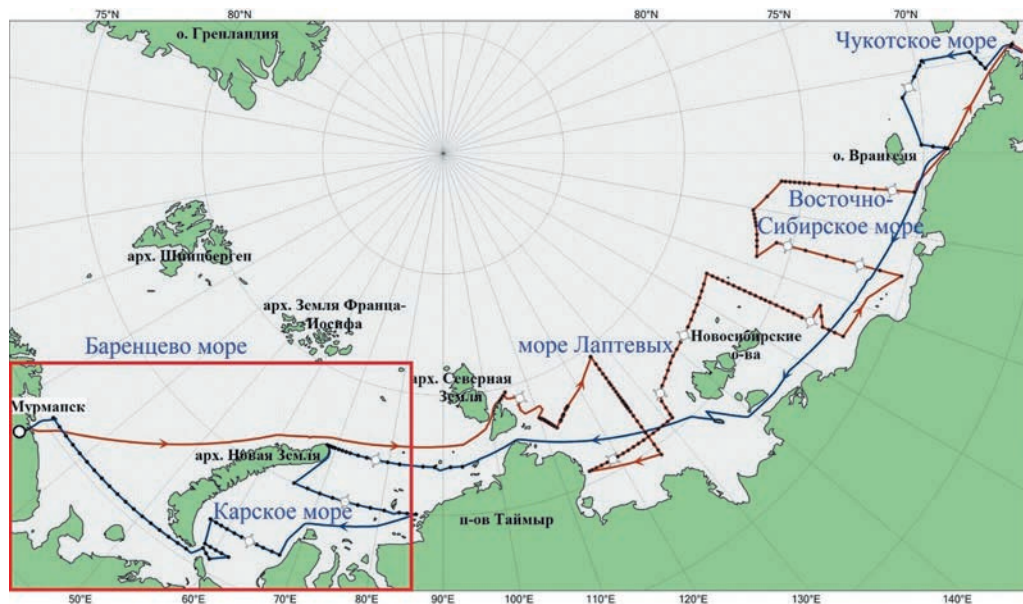 80°N
75°N
80°N
75°N
70°N
о. Гренландия
Чукотское море
о. Врангеля
Восточно-
Сибирское море
арх. Шпицберген
арх. Земля Франца-
Иосифа
Новосибирские
о-ва
море Лаптевых
Баренцево море
арх. Северная
Земля
Мурманск
арх. Новая Земля
Карское море
п-ов Таймыр
50°E
60°E
70°E
80°E
90°E
100°E
110°E
120°E
130°E
140°E